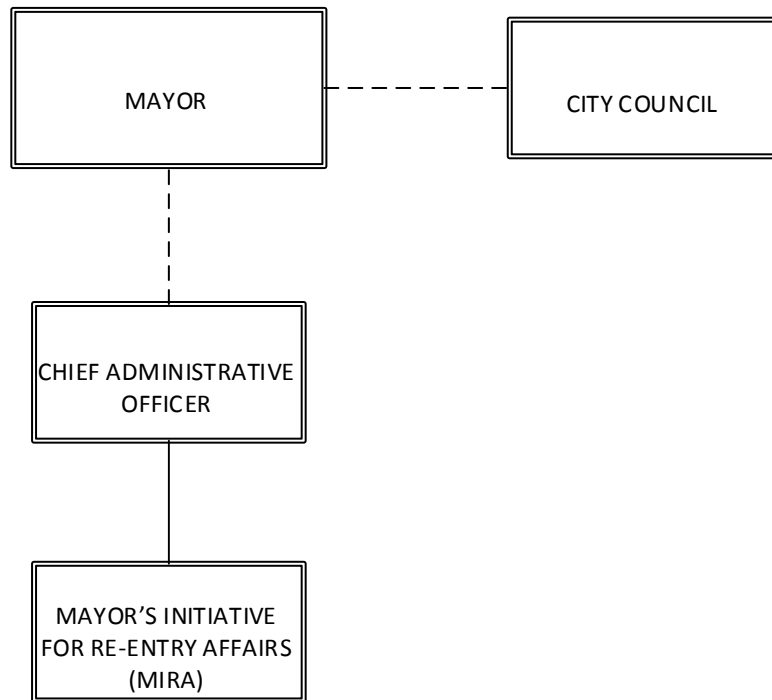 MAYOR
CITY COUNCIL
CHIEF ADMINISTRATIVE
OFFICER
MAYOR’S INITIATIVE
FOR RE-ENTRY AFFAIRS
(MIRA)